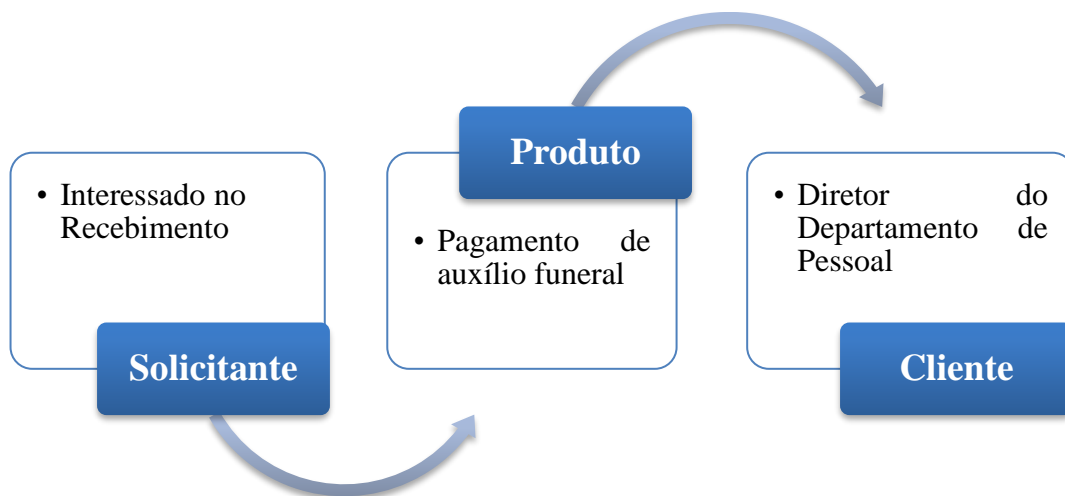 • Interessado no
Recebimento
Solicitante
Produto
• Pagamento de
auxílio funeral
• Diretor do
Departamento de
Pessoal
Cliente